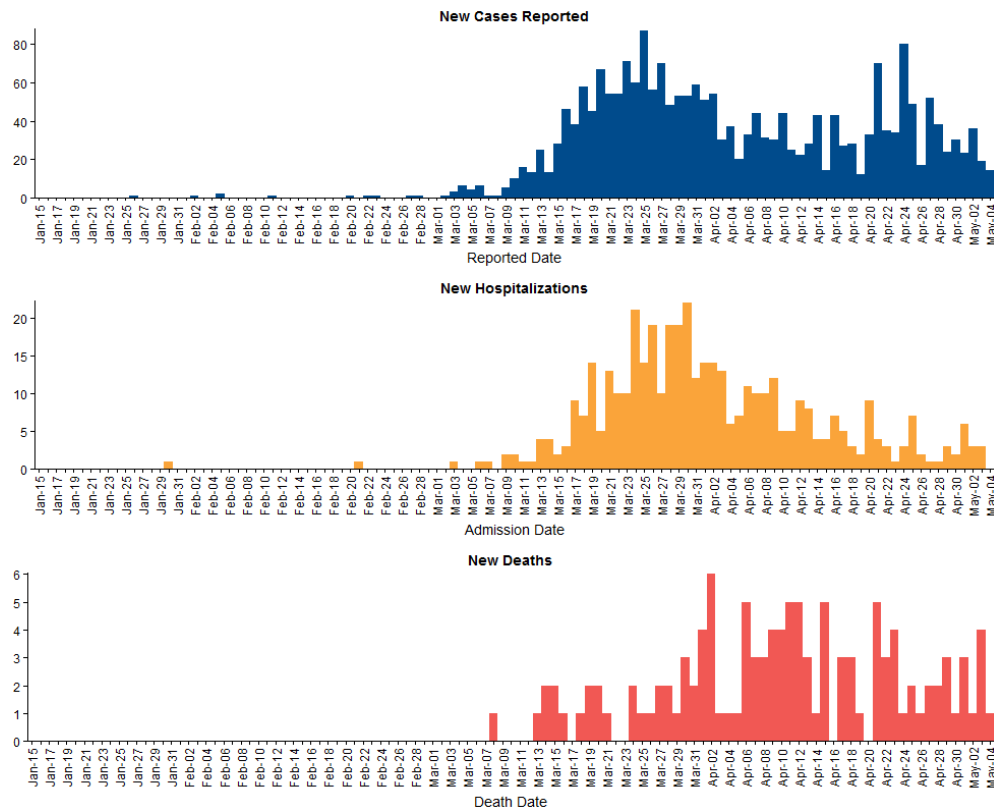 New Cases Reported
80
60
40
20
0
Jan-15 Jan-17 Jan-19 Jan-21 Jan-23 Jan-25 Jan-27 Jan-29 Jan-31 Feb-02 Feb-04 Feb-06 Feb-08 Feb-10 Feb-12 Feb-14 Feb-16 Feb-18 Feb-20 Feb-22 Feb-24 Feb-26 Feb-28 Mar-01 Mar-03 Mar-05 Mar-07 Mar-09 Mar-11 Mar-13 Mar-15 Mar-17 Mar-19 Mar-21 Mar-23 Mar-25 Mar-27 Mar-29 Mar-31 Apr-02 Apr-04 Apr-06 Apr-08 Apr-10 Apr-12 Apr-14 Apr-16 Apr-18 Apr-20 Apr-22 Apr-24 Apr-26 Apr-28 Apr-30 May-02 May-04
Reported Date
New Hospitalizations
20
15
10
5
0
Jan-15 Jan-17 Jan-19 Jan-21 Jan-23 Jan-25 Jan-27 Jan-29 Jan-31 Feb-02 Feb-04 Feb-06 Feb-08 Feb-10 Feb-12 Feb-14 Feb-16 Feb-18 Feb-20 Feb-22 Feb-24 Feb-26 Feb-28 Mar-01 Mar-03 Mar-05 Mar-07 Mar-09 Mar-11 Mar-13 Mar-15 Mar-17 Mar-19 Mar-21 Mar-23 Mar-25 Mar-27 Mar-29 Mar-31 Apr-02 Apr-04 Apr-06 Apr-08 Apr-10 Apr-12 Apr-14 Apr-16 Apr-18 Apr-20 Apr-22 Apr-24 Apr-26 Apr-28 Apr-30 May-02 May-04
Admission Date
New Deaths
6
5
4
3
2
1
0
Jan-15 Jan-17 Jan-19 Jan-21 Jan-23 Jan-25 Jan-27 Jan-29 Jan-31 Feb-02 Feb-04 Feb-06 Feb-08 Feb-10 Feb-12 Feb-14 Feb-16 Feb-18 Feb-20 Feb-22 Feb-24 Feb-26 Feb-28 Mar-01 Mar-03 Mar-05 Mar-07 Mar-09 Mar-11 Mar-13 Mar-15 Mar-17 Mar-19 Mar-21 Mar-23 Mar-25 Mar-27 Mar-29 Mar-31 Apr-02 Apr-04 Apr-06 Apr-08 Apr-10 Apr-12 Apr-14 Apr-16 Apr-18 Apr-20 Apr-22 Apr-24 Apr-26 Apr-28 Apr-30 May-02 May-04
Death Date